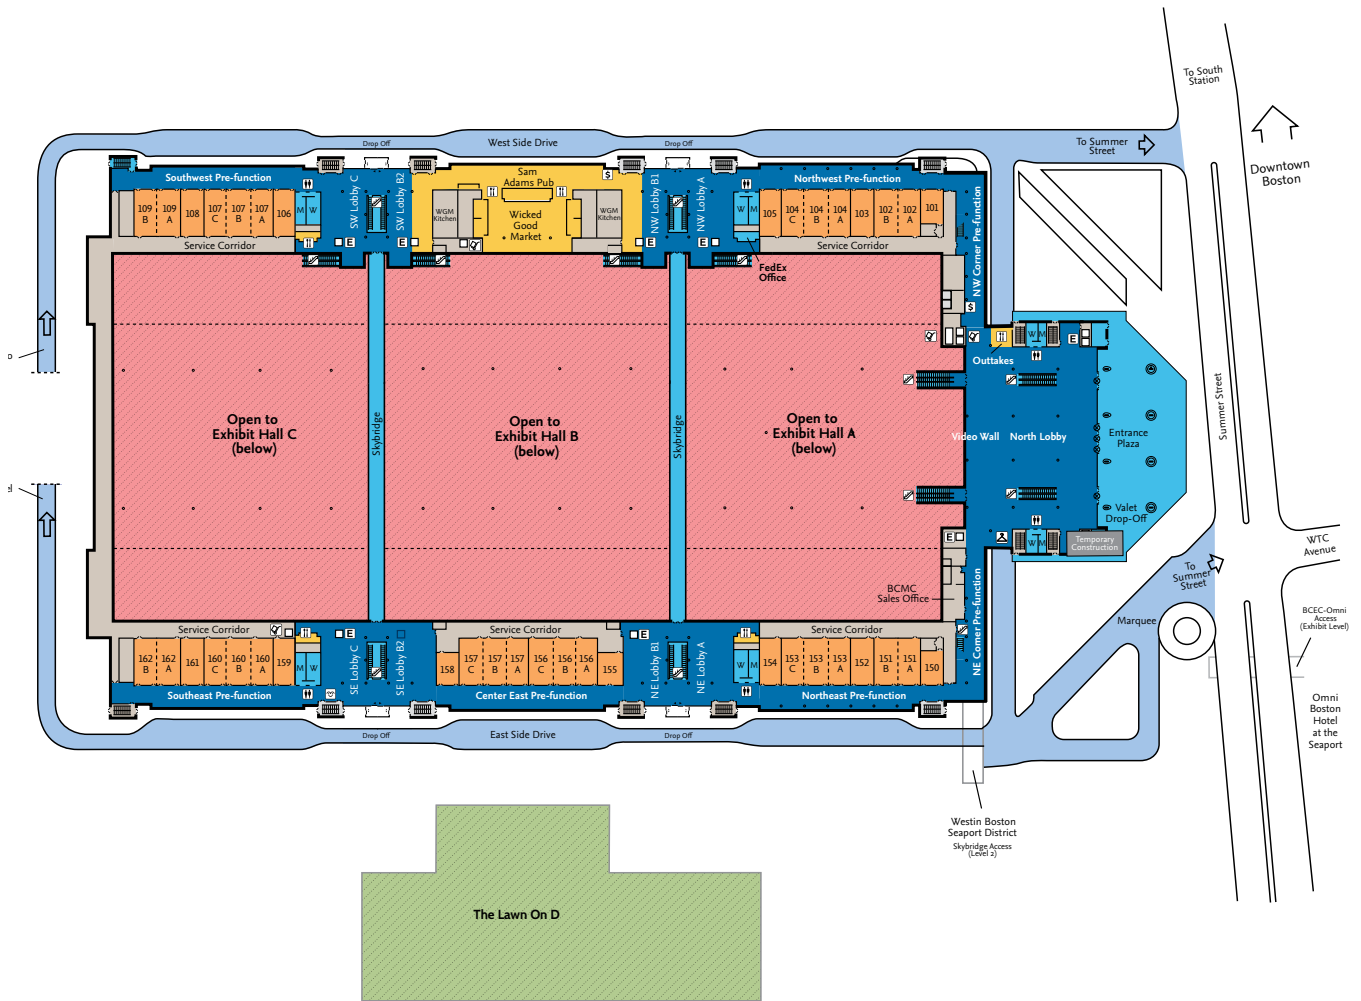 To South
Station
Downtown
Boston
Drop Off
West Side Drive
Drop Off
To Summer
Street
Southwest Pre-function
SW Lobby C
SW Lobby B2
Sam
Adams Pub
$
NW Lobby B1
NW Lobby A
Northwest Pre-function
NW Corner Pre-function
109
B
109
A
108
107
C
107
B
107
A
106
M W
WGM
Kitchen
Wicked
Good
Market
WGM
Kitchen
W M
105
104
C
104
B
104
A
103
102
B
102
A
101
Service Corridor
E
E
E
E
Service Corridor
FedEx
Office
$
Outtakes
W M
E
Open to
Exhibit Hall C
(below)
Skybridge
Open to
Exhibit Hall B
(below)
Skybridge
Open to
Exhibit Hall A
(below)
Video Wall
North Lobby
Entrance
Plaza
Valet
Drop-Off
Summer Street
WTC
Avenue
E
W M
Temporary
Construction
To
Summer
Street
BCMC
Sales Office
Marquee
BCEC-Omni
Access
(Exhibit Level)
Omni
Boston
Hotel
at the
Seaport
Service Corridor
E
Service Corridor
E
Service Corridor
162
B
162
A
161
160
C
160
B
160
A
159
M W
SE Lobby C
SE Lobby B2
158
157
C
157
B
157
A
156
C
156
B
156
A
155
NE Lobby B1
NE Lobby A
W M
154
153
C
153
B
153
A
152
151
B
151
A
150
NE Corner Pre-function
Southeast Pre-function
Center East Pre-function
Northeast Pre-function
Drop Off
East Side Drive
Drop Off
Westin Boston
Seaport District
Skybridge Access
(Level 2)
The Lawn On D